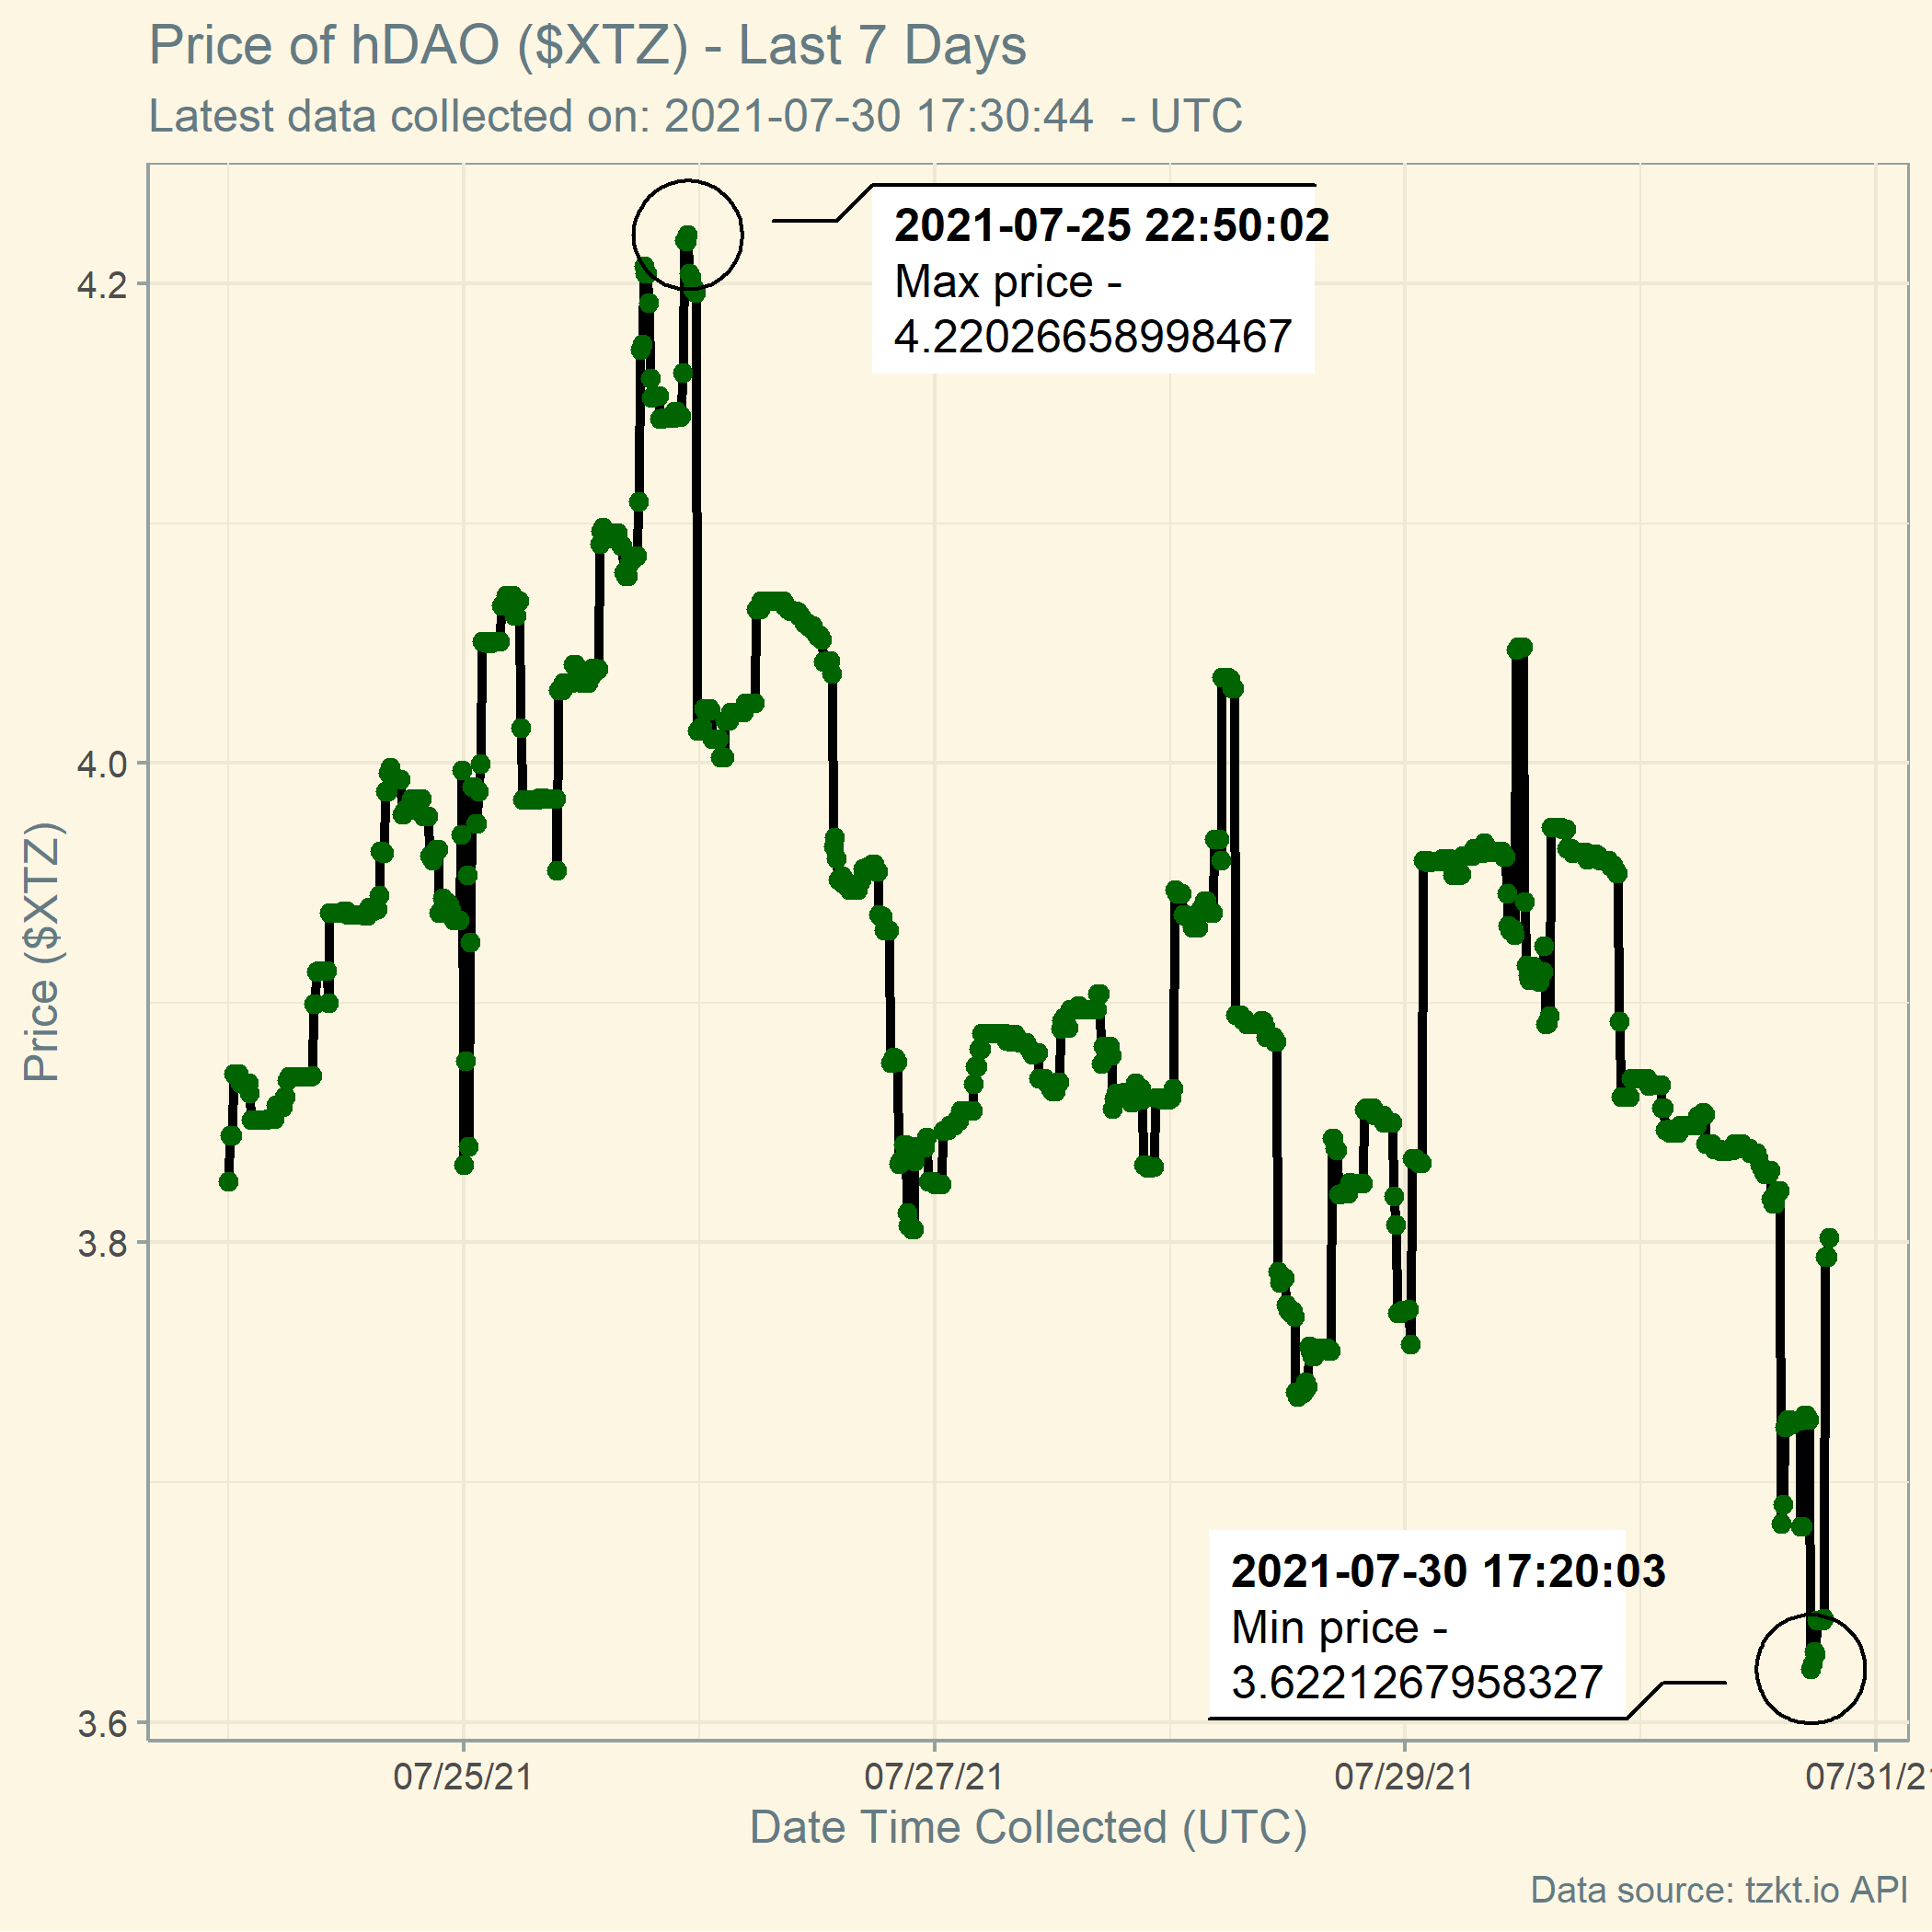 Price of hDAO ($XTZ) - Last 7 Days
Latest data collected on: 2021-07-30 17:30:44  - UTC
2021-07-25 22:50:02
Max price -
4.22026658998467
4.2
4.0
3.8
3.6
Price ($XTZ)
2021-07-30 17:20:03
Min price -
3.6221267958327
07/25/21
07/27/21
07/29/21
07/31/21
Date Time Collected (UTC)
Data source: tzkt.io API